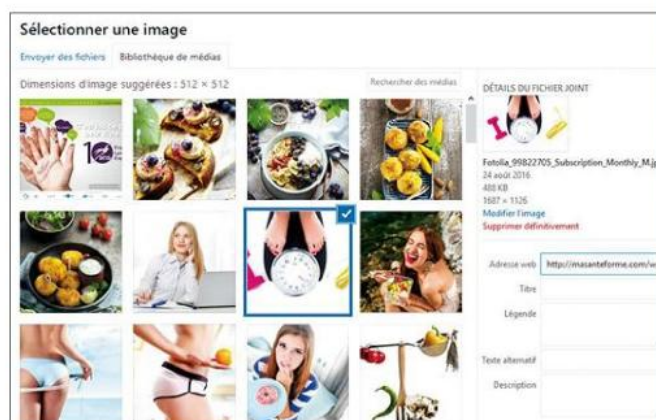 Sélectionner une image
Envoyer des fichiers
Bibliothèque de médias
Dimensions d'image suggérées : 512 × 512
Rechercher des médias
DÉTAILS DU FICHIER JOINT
Fotolia_99822705_Subscription_Monthly_M.jp
24 août 2016
488 KB
1687 × 1126
Modifier l'image
Supprimer définitivement
Adresse web
http://masanteforme.com/w
Titre
Légende
Texte alternatif
Description